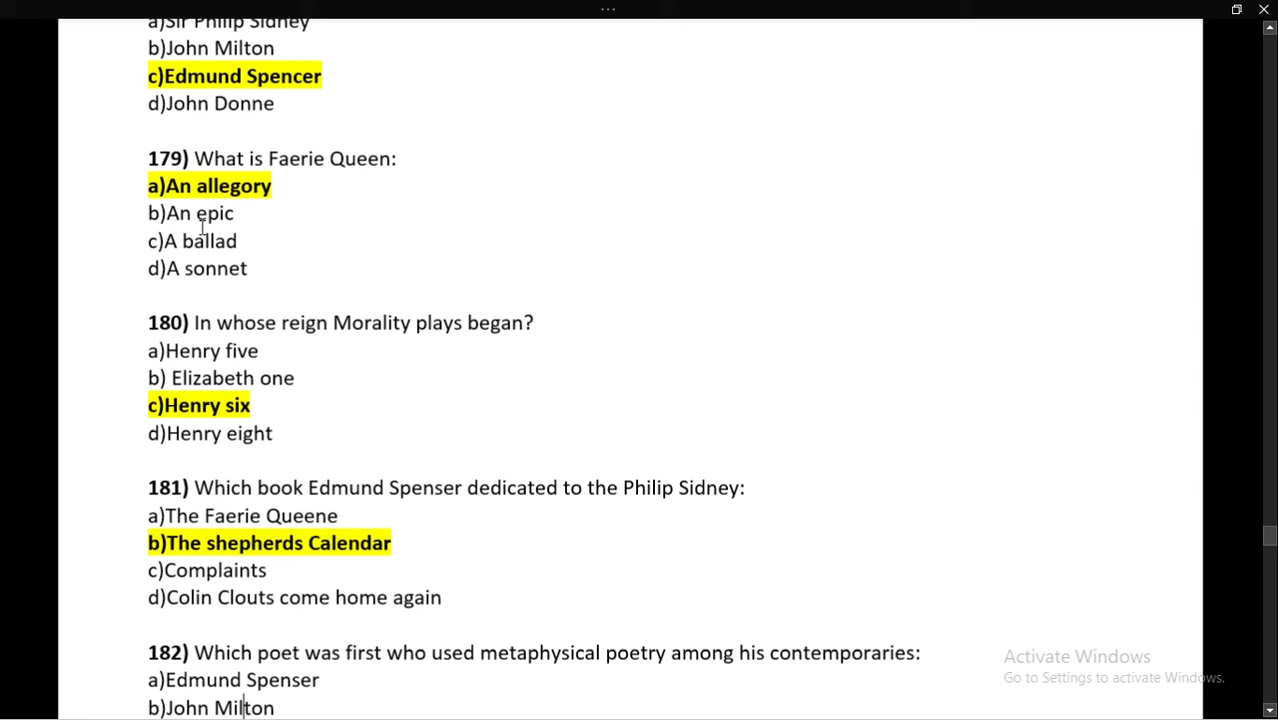 a)Sir Philip Sidney
b)John Milton
c)Edmund Spencer
d)John Donne
179) What is Faerie Queen:
a)An allegory
b)An epic
c)A ballad
d)A sonnet
180) In whose reign Morality plays began?
a)Henry five
b) Elizabeth one
c)Henry six
d)Henry eight
181) Which book Edmund Spenser dedicated to the Philip Sidney:
a)The Faerie Queene
b)The shepherds Calendar
c)Complaints
d)Colin Clouts come home again
182) Which poet was first who used metaphysical poetry among his contemporaries:
a)Edmund Spenser
b)John Milton
Activate Windows
Go to Settings to activate Windows.